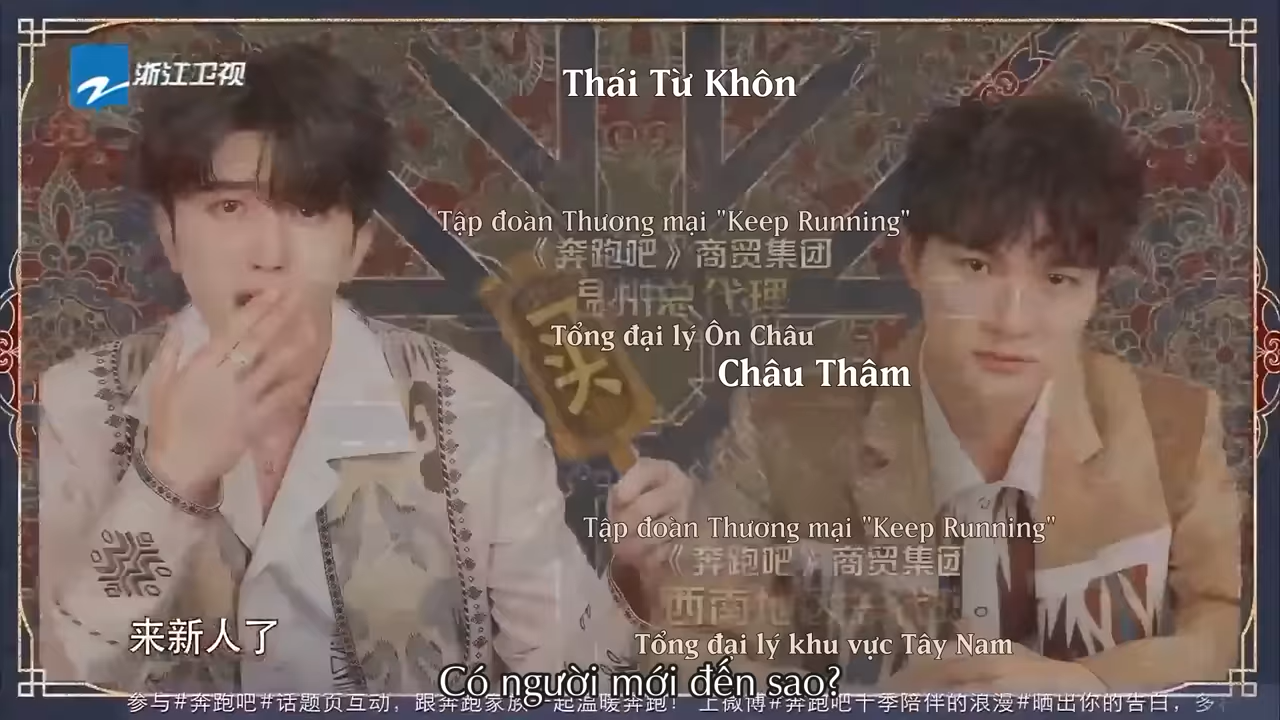 浙江卫视
Thái Từ Khôn
Tập đoàn Thương mại "Keep Running"
《奔跑吧》商贸集团
州总代理
Tổng đại lý Ôn Châu
买
Châu Thâm
Tập đoàn Thương mại "Keep Running"
《奔跑吧》商贸集团
西南地
Tổng đại lý khu vực Tây Nam
来新人了
Có người mới đến sao?
参与#奔跑吧#话题页互动，跟奔跑家族一起温暖奔跑！ 上微博#奔跑吧十季陪伴的浪漫#晒出你的告白，多